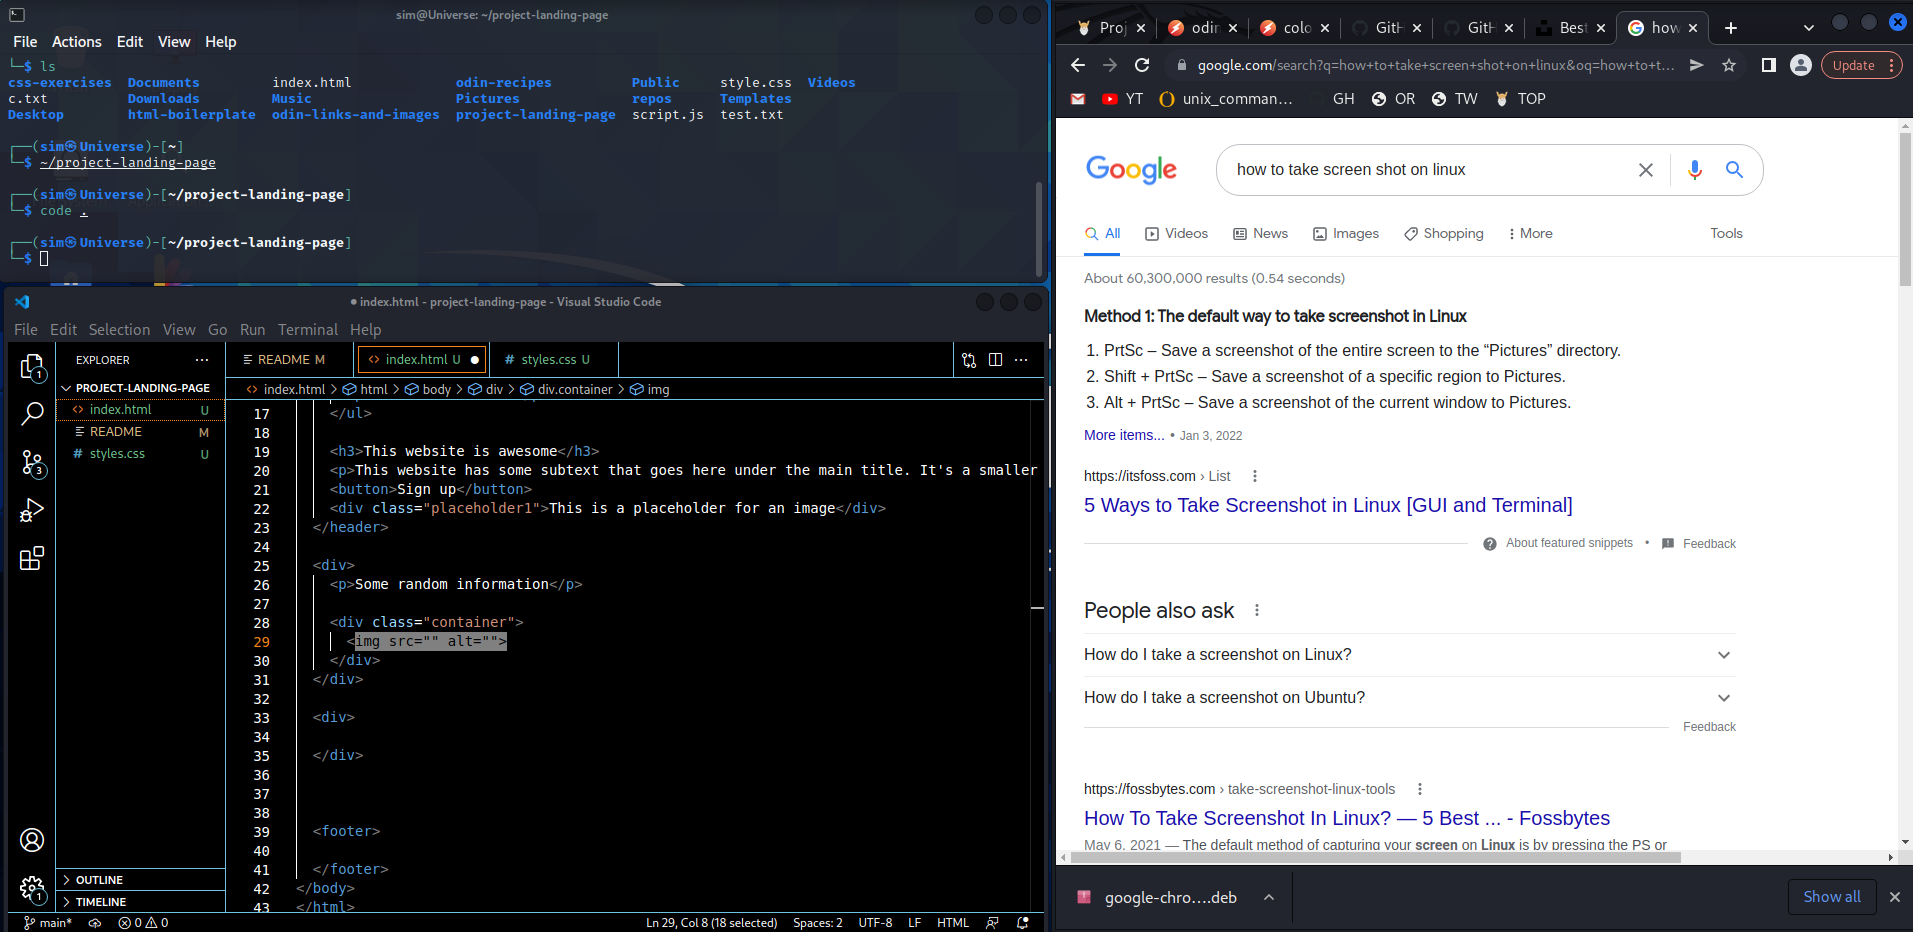 sim@Universe: ~/project-landing-page
File Actions Edit View Help
└─$ ls
css-exercises Documents index.html odin-recipes Public style.css Videos
c.txt Downloads Music Pictures repos Templates
Desktop html-boilerplate odin-links-and-images project-landing-page script.js test.txt
┌──(sim㉿Universe)-[~]
└─$ ~/project-landing-page
┌──(sim㉿Universe)-[~/project-landing-page]
└─$ code .
┌──(sim㉿Universe)-[~/project-landing-page]
└─$
● index.html - project-landing-page - Visual Studio Code
File Edit Selection View Go Run Terminal Help
EXPLORER ...
PROJECT-LANDING-PAGE
index.html U
README M
# styles.css U
OUTLINE
TIMELINE
1
3
1
README M
index.html U ●
# styles.css U
index.html > html > body > div > div.container > img
17 </ul>
18
19 <h3>This website is awesome</h3>
20 <p>This website has some subtext that goes here under the main title. It's a smaller
21 <button>Sign up</button>
22 <div class="placeholder1">This is a placeholder for an image</div>
23 </header>
24
25 <div>
26 <p>Some random information</p>
27
28 <div class="container">
29 <img src="" alt="">
30 </div>
31 </div>
32
33 <div>
34
35 </div>
36
37
38
39 <footer>
40
41 </footer>
42 </body>
43 </html>
main* 0 0 Ln 29, Col 8 (18 selected) Spaces: 2 UTF-8 LF HTML
Proj odin colo GitH GitH Best how
google.com/search?q=how+to+take+screen+shot+on+linux&oq=how+to+t...
Update
YT unix_comman... GH OR TW TOP
Google
how to take screen shot on linux
All Videos News Images Shopping More Tools
About 60,300,000 results (0.54 seconds)
Method 1: The default way to take screenshot in Linux
1. PrtSc – Save a screenshot of the entire screen to the “Pictures” directory.
2. Shift + PrtSc – Save a screenshot of a specific region to Pictures.
3. Alt + PrtSc – Save a screenshot of the current window to Pictures.
More items... • Jan 3, 2022
https://itsfoss.com › List
5 Ways to Take Screenshot in Linux [GUI and Terminal]
About featured snippets • Feedback
People also ask
How do I take a screenshot on Linux?
How do I take a screenshot on Ubuntu?
Feedback
https://fossbytes.com › take-screenshot-linux-tools
How To Take Screenshot In Linux? — 5 Best ... - Fossbytes
May 6, 2021 — The default method of capturing your screen on Linux is by pressing the PS or
google-chro....deb
Show all